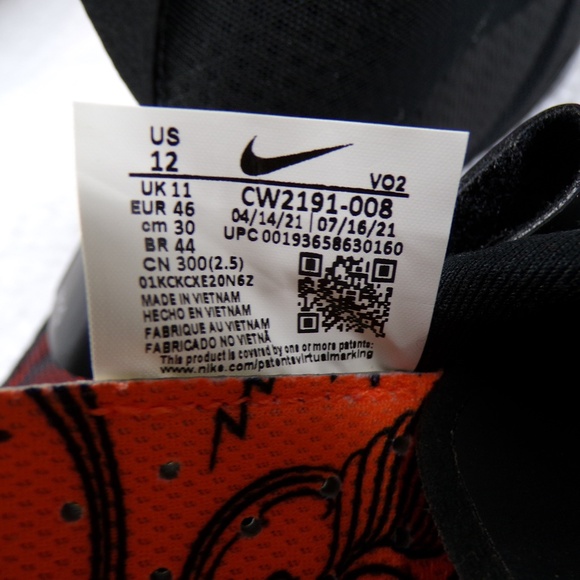 US
12
VO2
UK 11
CW2191-008
EUR 46
04/14/21 | 07/16/21
cm 30
UPC 00193658630160
BR 44
CN 300(2.5)
01KCKCXE20N6Z
MADE IN VIETNAM
HECHO EN VIETNAM
FABRIQUE AU VIETNAM
FABRICADO NO VIETNÃ
This product is covered by one or more patents:
www.nike.com/patentsvirtualmarking